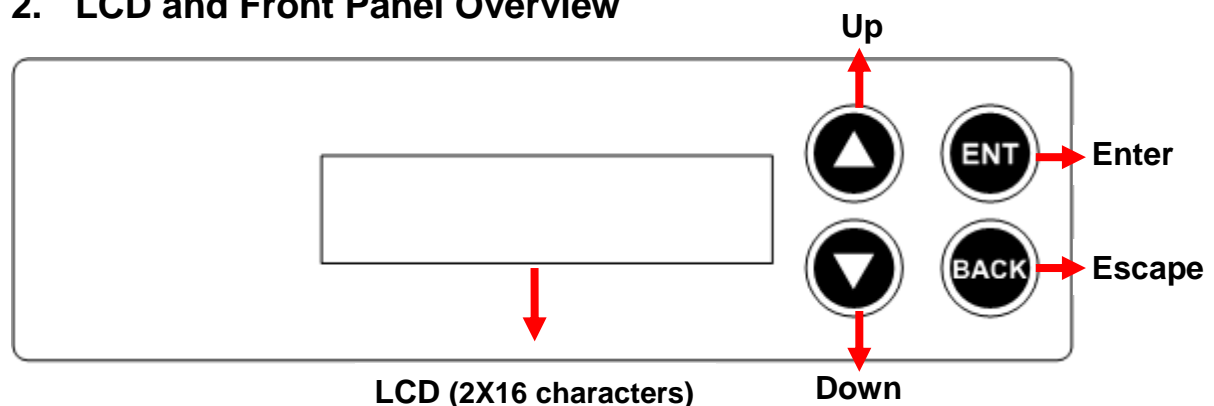 2. LCD and Front Panel Overview
Up
ENT
Enter
BACK
Escape
LCD (2X16 characters)
Down